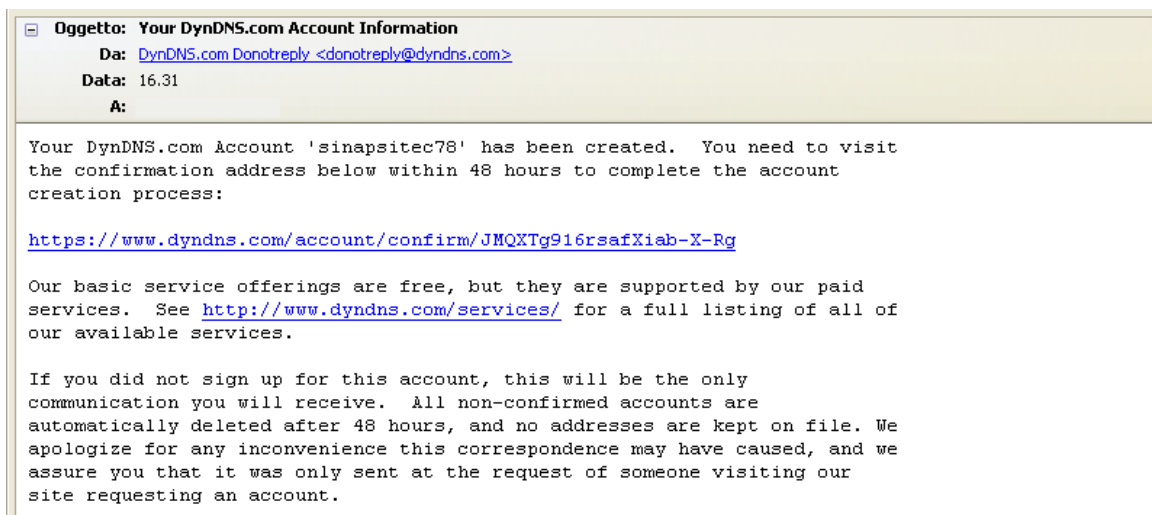 Oggetto: Your DynDNS.com Account Information
Da: DynDNS.com Donotreply <donotreply@dyndns.com>
Data: 16.31
A:
Your DynDNS.com Account 'sinapsitec78' has been created. You need to visit
the confirmation address below within 48 hours to complete the account
creation process:
https://www.dyndns.com/account/confirm/JMQXTg916rsafXiab-X-Rg
Our basic service offerings are free, but they are supported by our paid
services. See http://www.dyndns.com/services/ for a full listing of all of
our available services.
If you did not sign up for this account, this will be the only
communication you will receive. All non-confirmed accounts are
automatically deleted after 48 hours, and no addresses are kept on file. We
apologize for any inconvenience this correspondence may have caused, and we
assure you that it was only sent at the request of someone visiting our
site requesting an account.